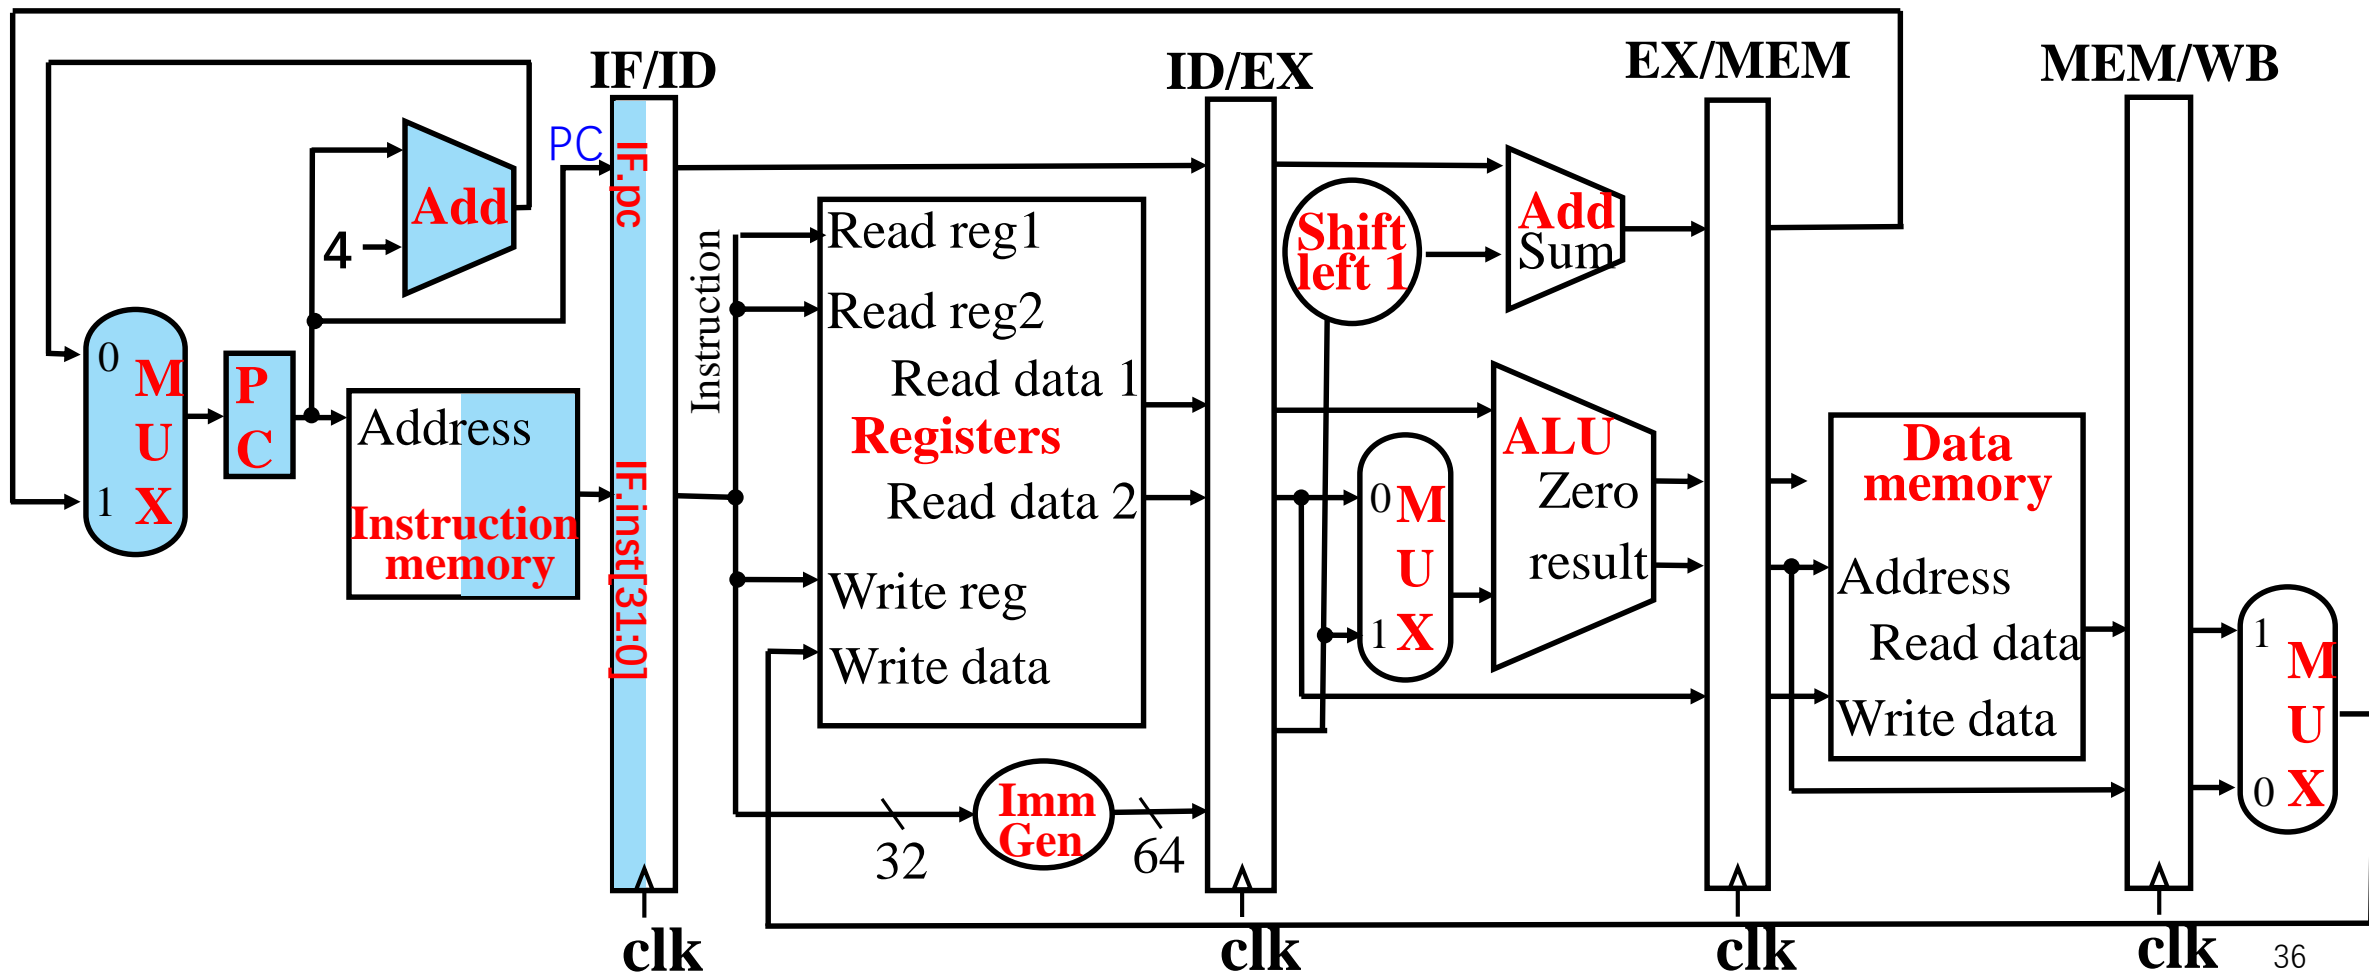 IF/ID
ID/EX
EX/MEM
MEM/WB
PC
IF.pc
Add
4
0
M
U
X
1
P
C
Address
Instruction
memory
IF.inst[31:0]
Instruction
Read reg1
Read reg2
Read data 1
Registers
Read data 2
Write reg
Write data
32
Imm
Gen
64
Shift
left 1
Add
Sum
0
M
U
X
1
ALU
Zero
result
Data
memory
Address
Read data
Write data
1
M
U
X
0
clk
clk
clk
clk
36